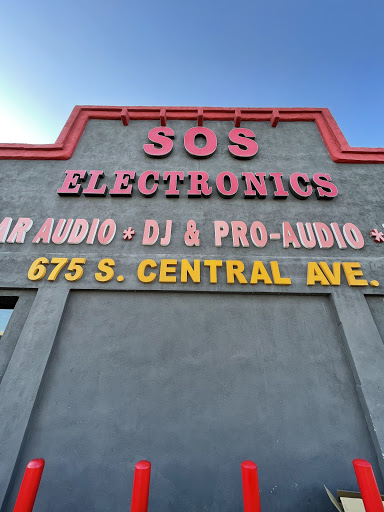 SOS
ELECTRONICS
AR AUDIO * DJ & PRO-AUDIO *
675 S. CENTRAL AVE.